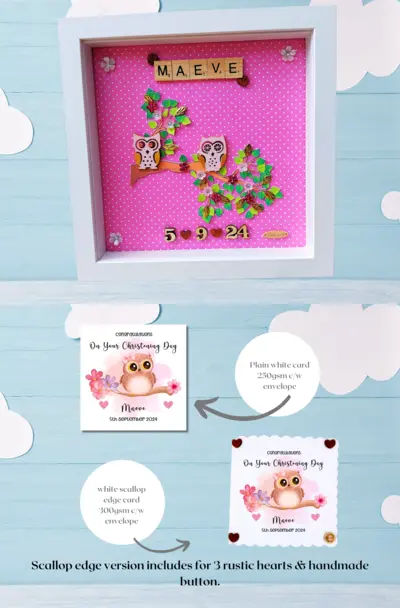 MAEVE
5 9 24
Congratulations
On Your Christening Day
Maeve
5th September 2024
Plain white card
250gsm c/w
envelope
white scallop
edge card
300gsm c/w
envelope
Congratulations
On Your Christening Day
Maeve
5th September 2024
Scallop edge version includes for 3 rustic hearts & handmade
button.